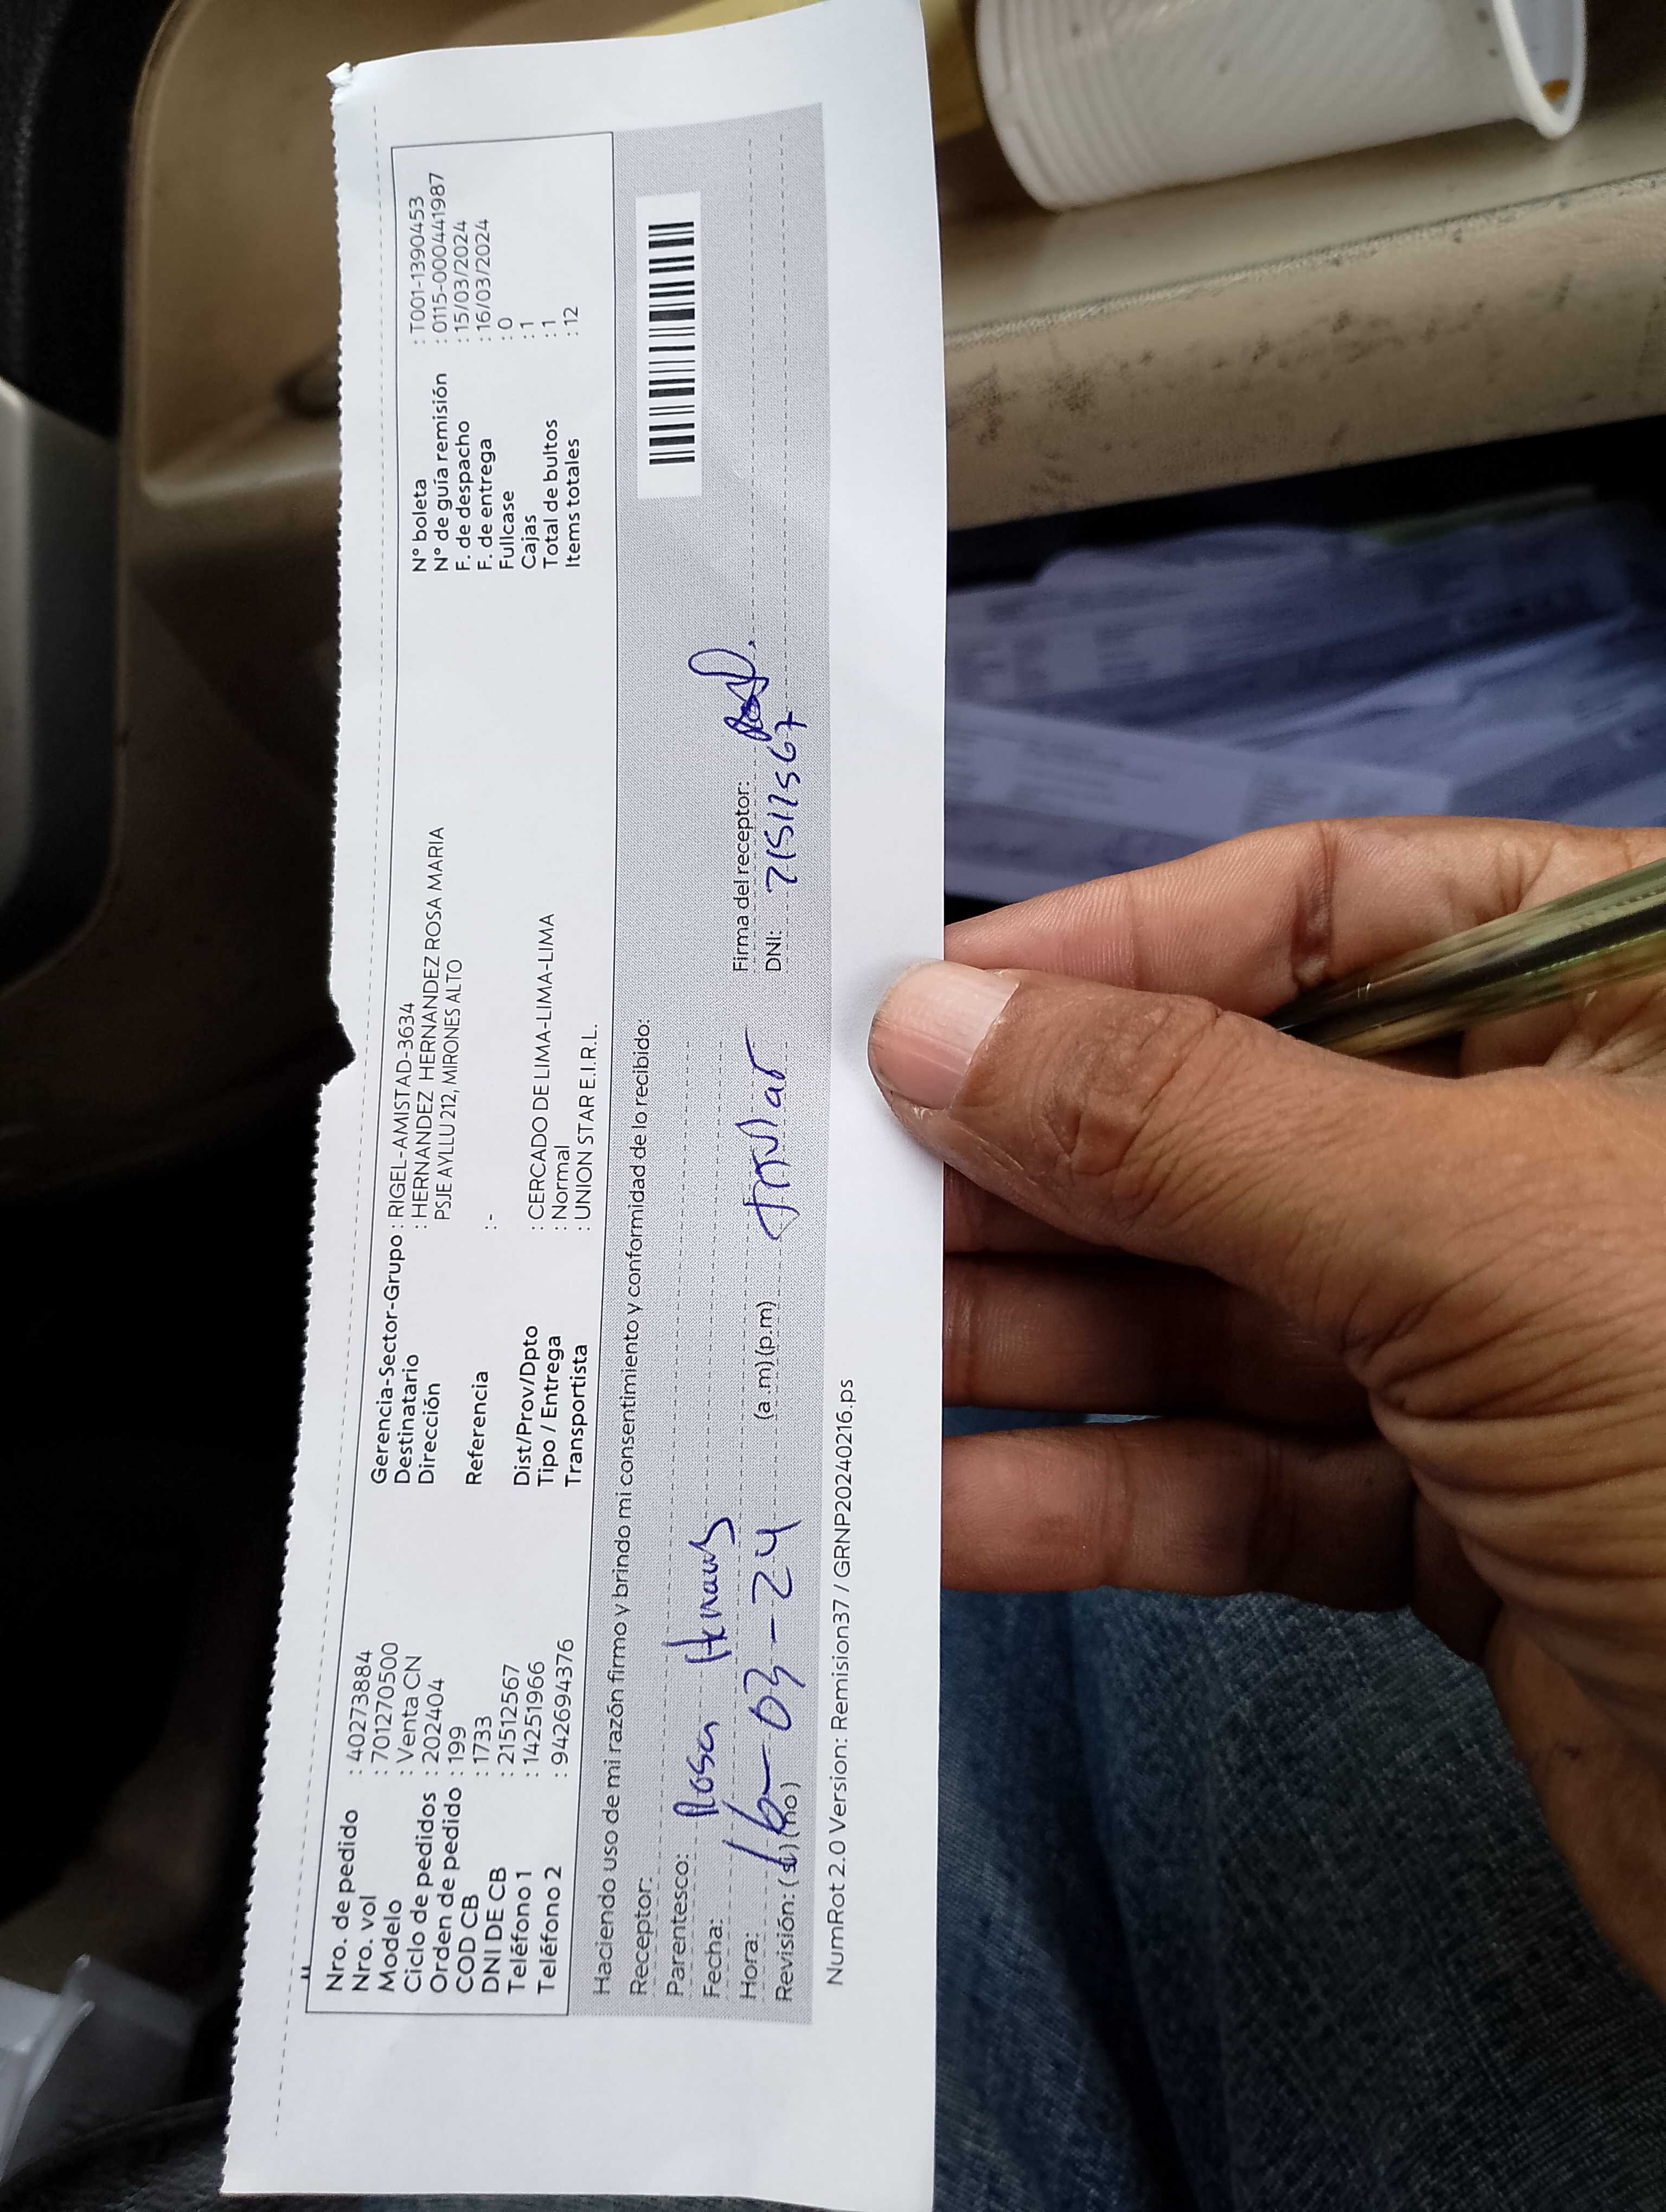 Nro. de pedido : 40273884
Nro. vol : 701270500
Modelo : Venta CN
Ciclo de pedidos : 202404
Orden de pedido : 199
COD CB : 1733
DNI DE CB : 21512567
Teléfono 1 : 14251966
Teléfono 2 : 942694376
Gerencia-Sector-Grupo : RIGEL-AMISTAD-3634
Destinatario : HERNANDEZ HERNANDEZ ROSA MARIA
Dirección PSJE AYLLU 212, MIRONES ALTO
Referencia : -
Dist/Prov/Dpto : CERCADO DE LIMA-LIMA-LIMA
Tipo / Entrega : Normal
Transportista : UNION STAR E.I.R.L.
N° boleta : T001-1390453
N° de guía remisión : 0115-0000441987
F. de despacho : 15/03/2024
F. de entrega : 16/03/2024
Fullcase : 0
Cajas : 1
Total de bultos : 1
Items totales : 12
Haciendo uso de mi razón firmo y brindo mi consentimiento y conformidad de lo recibido:
Receptor:
Parentesco: Rosa
Fecha: 16-03-24
Hora: (a.m) (p.m)
Revisión: (si) (no)
Firma del receptor:
DNI:
NumRot 2.0 Version: Remision37 / GRNP20240216.ps